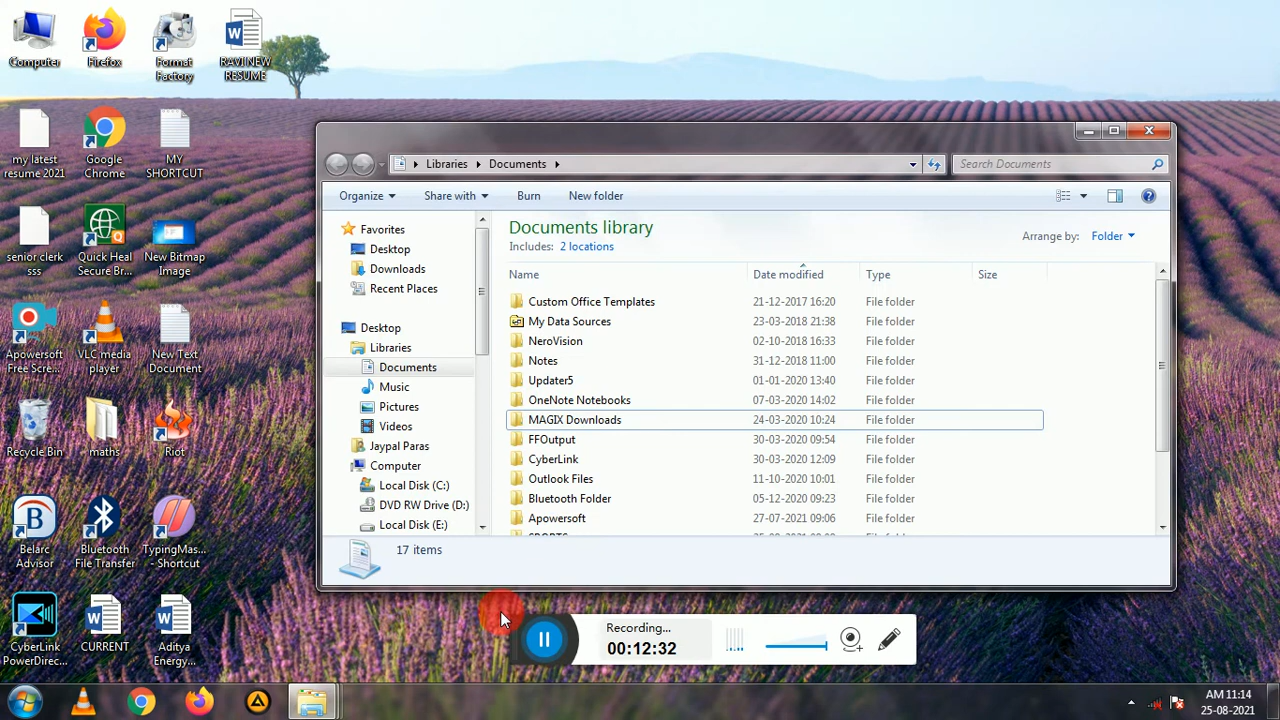 Computer
Firefox
Format
Factory
RAVI NEW
RESUME
my latest
resume 2021
Google
Chrome
MY
SHORTCUT
senior clerk
sss
Quick Heal
Secure Br...
New Bitmap
Image
Apowersoft
Free Scre...
VLC media
player
New Text
Document
Recycle Bin
maths
Riot
Belarc
Advisor
Bluetooth
File Transfer
TypingMas...
- Shortcut
CyberLink
PowerDirec...
CURRENT
Aditya
Energy...
Libraries Documents
Search Documents
Organize Share with Burn New folder
Favorites
Desktop
Downloads
Recent Places
Desktop
Libraries
Documents
Music
Pictures
Videos
Jaypal Paras
Computer
Local Disk (C:)
DVD RW Drive (D:)
Local Disk (E:)
Documents library
Includes: 2 locations
Arrange by: Folder
Name Date modified Type Size
Custom Office Templates 21-12-2017 16:20 File folder
My Data Sources 23-03-2018 21:38 File folder
NeroVision 02-10-2018 16:33 File folder
Notes 31-12-2018 11:00 File folder
Updater5 01-01-2020 13:40 File folder
OneNote Notebooks 07-03-2020 14:02 File folder
MAGIX Downloads 24-03-2020 10:24 File folder
FFOutput 30-03-2020 09:54 File folder
CyberLink 30-03-2020 12:09 File folder
Outlook Files 11-10-2020 10:01 File folder
Bluetooth Folder 05-12-2020 09:23 File folder
Apowersoft 27-07-2021 09:06 File folder
17 items
Recording...
00:12:32
AM 11:14
25-08-2021